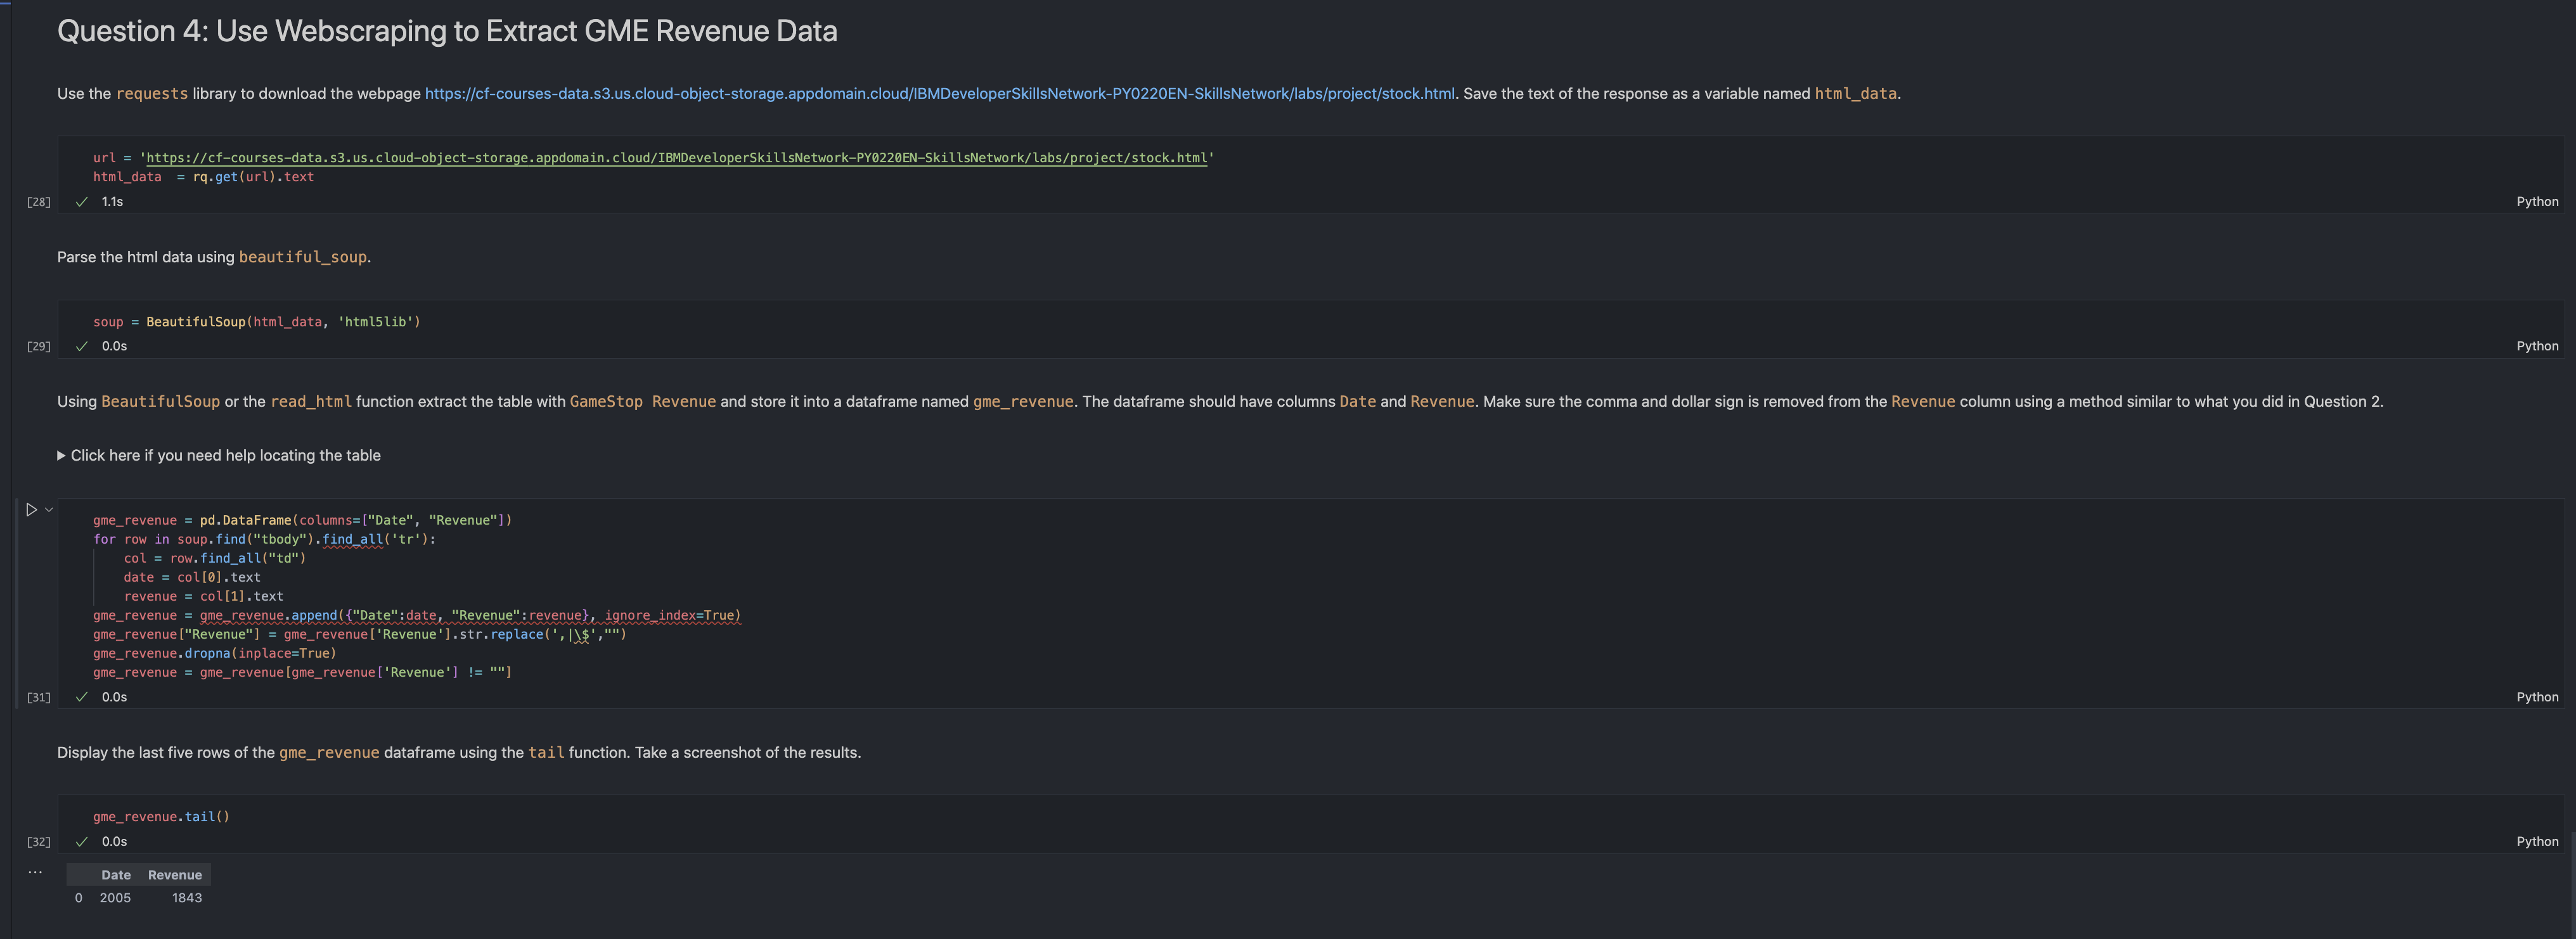 Question 4: Use Webscraping to Extract GME Revenue Data
Use the requests library to download the webpage https://cf-courses-data.s3.us.cloud-object-storage.appdomain.cloud/IBMDeveloperSkillsNetwork-PY0220EN-SkillsNetwork/labs/project/stock.html. Save the text of the response as a variable named html_data.
url = 'https://cf-courses-data.s3.us.cloud-object-storage.appdomain.cloud/IBMDeveloperSkillsNetwork-PY0220EN-SkillsNetwork/labs/project/stock.html'
html_data  = rq.get(url).text
[28] ✓ 1.1s Python
Parse the html data using beautiful_soup.
soup = BeautifulSoup(html_data, 'html5lib')
[29] ✓ 0.0s Python
Using BeautifulSoup or the read_html function extract the table with GameStop Revenue and store it into a dataframe named gme_revenue. The dataframe should have columns Date and Revenue. Make sure the comma and dollar sign is removed from the Revenue column using a method similar to what you did in Question 2.
▶ Click here if you need help locating the table
gme_revenue = pd.DataFrame(columns=["Date", "Revenue"])
for row in soup.find("tbody").find_all('tr'):
    col = row.find_all("td")
    date = col[0].text
    revenue = col[1].text
gme_revenue = gme_revenue.append({"Date":date, "Revenue":revenue}, ignore_index=True)
gme_revenue["Revenue"] = gme_revenue['Revenue'].str.replace(',|\$',"")
gme_revenue.dropna(inplace=True)
gme_revenue = gme_revenue[gme_revenue['Revenue'] != ""]
[31] ✓ 0.0s Python
Display the last five rows of the gme_revenue dataframe using the tail function. Take a screenshot of the results.
gme_revenue.tail()
[32] ✓ 0.0s Python
... Date Revenue
0 2005 1843